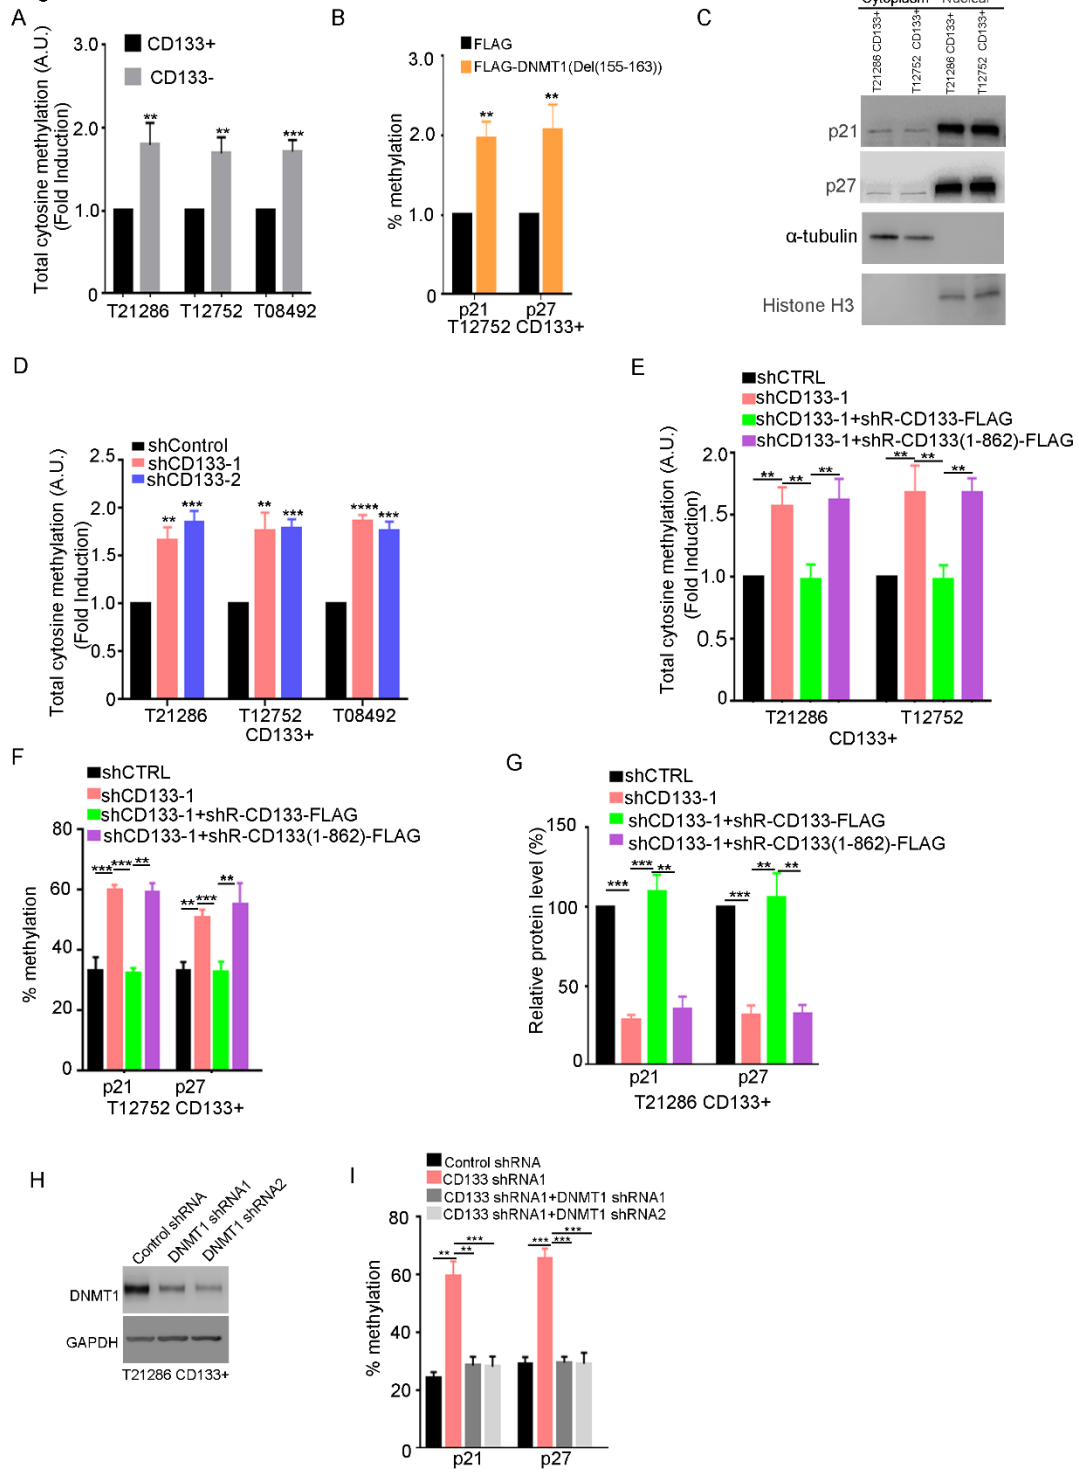 A
Total cytosine methylation (A.U.)
(Fold Induction)
3.0
2.0
1.0
0
CD133+
CD133-
**
**
***
T21286 T12752 T08492
B
% methylation
3.0
2.0
1.0
0
FLAG
FLAG-DNMT1(Del(155-163))
**
**
p21 p27
T12752 CD133+
C
Cytoplasm Nuclear
T21286 CD133+
T12752 CD133+
T21286 CD133+
T12752 CD133+
p21
p27
α-tubulin
Histone H3
D
Total cytosine methylation (A.U.)
(Fold Induction)
2.5
2.0
1.5
1.0
0.5
0
shControl
shCD133-1
shCD133-2
** *** ** *** **** ***
T21286 T12752 T08492
CD133+
E
shCTRL
shCD133-1
shCD133-1+shR-CD133-FLAG
shCD133-1+shR-CD133(1-862)-FLAG
Total cytosine methylation (A.U.)
(Fold Induction)
2.0
1.5
1.0
0.5
0
** ** ** ** ** **
T21286 T12752
CD133+
F
shCTRL
shCD133-1
shCD133-1+shR-CD133-FLAG
shCD133-1+shR-CD133(1-862)-FLAG
% methylation
80
60
40
20
0
*** *** ** ** *** **
p21 p27
T12752 CD133+
G
shCTRL
shCD133-1
shCD133-1+shR-CD133-FLAG
shCD133-1+shR-CD133(1-862)-FLAG
Relative protein level (%)
150
100
50
0
*** *** ** *** ** **
p21 p27
T21286 CD133+
H
Control shRNA
DNMT1 shRNA1
DNMT1 shRNA2
DNMT1
GAPDH
T21286 CD133+
I
Control shRNA
CD133 shRNA1
CD133 shRNA1+DNMT1 shRNA1
CD133 shRNA1+DNMT1 shRNA2
% methylation
80
60
40
20
0
** ** *** *** *** ***
p21 p27